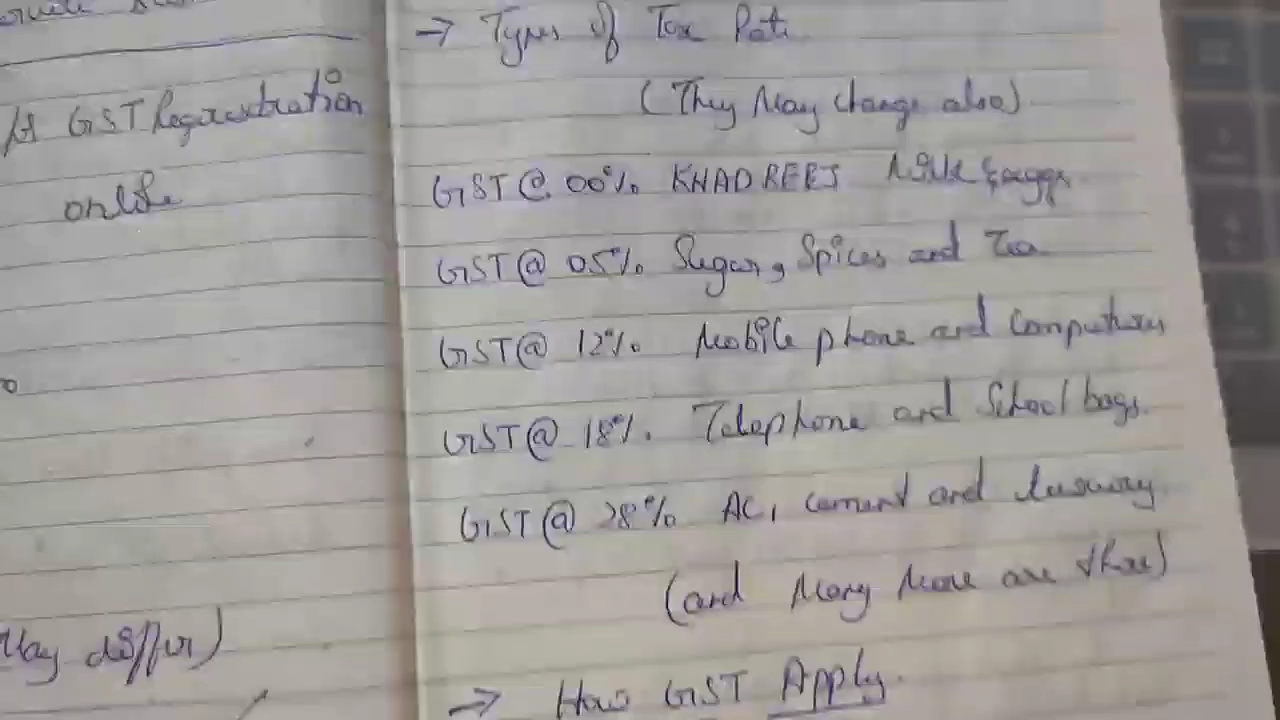 GST Regerestration
online
May differ)
→ Types of Tax Rate
(They May change also)
GST @ 00% KHADREES Milk &eggs
GST @ 05% Sugar, Spices and Tea
GST @ 12% Mobile phone and Computers
GST @ 18% Telephone and School bags.
GST @ 28% AC, cement and luxuary
(and Many More are there)
→ How GST Apply.